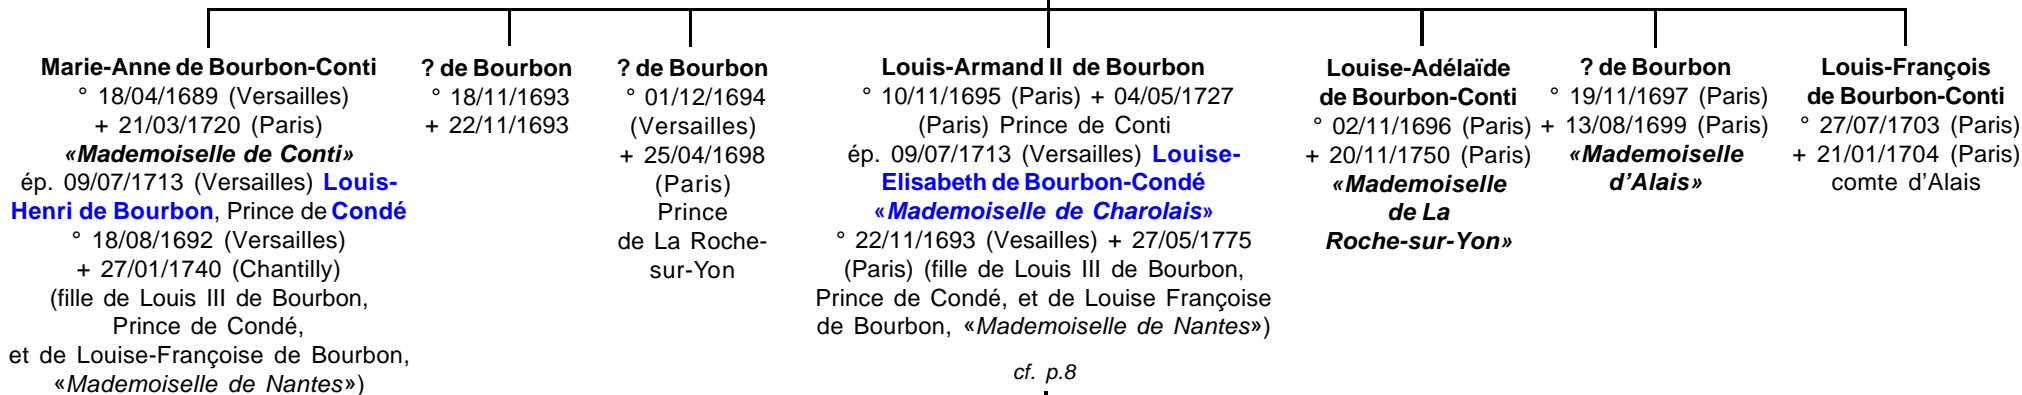 Marie-Anne de Bourbon-Conti
° 18/04/1689 (Versailles)
+ 21/03/1720 (Paris)
«Mademoiselle de Conti»
ép. 09/07/1713 (Versailles) Louis-
Henri de Bourbon, Prince de Condé
° 18/08/1692 (Versailles)
+ 27/01/1740 (Chantilly)
(fille de Louis III de Bourbon,
Prince de Condé,
et de Louise-Françoise de Bourbon,
«Mademoiselle de Nantes»)
? de Bourbon
° 18/11/1693
+ 22/11/1693
? de Bourbon
° 01/12/1694
(Versailles)
+ 25/04/1698
(Paris)
Prince
de La Roche-
sur-Yon
Louis-Armand II de Bourbon
° 10/11/1695 (Paris) + 04/05/1727
(Paris) Prince de Conti
ép. 09/07/1713 (Versailles) Louise-
Elisabeth de Bourbon-Condé
«Mademoiselle de Charolais»
° 22/11/1693 (Vesailles) + 27/05/1775
(Paris) (fille de Louis III de Bourbon,
Prince de Condé, et de Louise Françoise
de Bourbon, «Mademoiselle de Nantes»)
cf. p.8
Louise-Adélaïde
de Bourbon-Conti
° 02/11/1696 (Paris)
+ 20/11/1750 (Paris)
«Mademoiselle
de La
Roche-sur-Yon»
? de Bourbon
° 19/11/1697 (Paris)
+ 13/08/1699 (Paris)
«Mademoiselle
d'Alais»
Louis-François
de Bourbon-Conti
° 27/07/1703 (Paris)
+ 21/01/1704 (Paris)
comte d'Alais